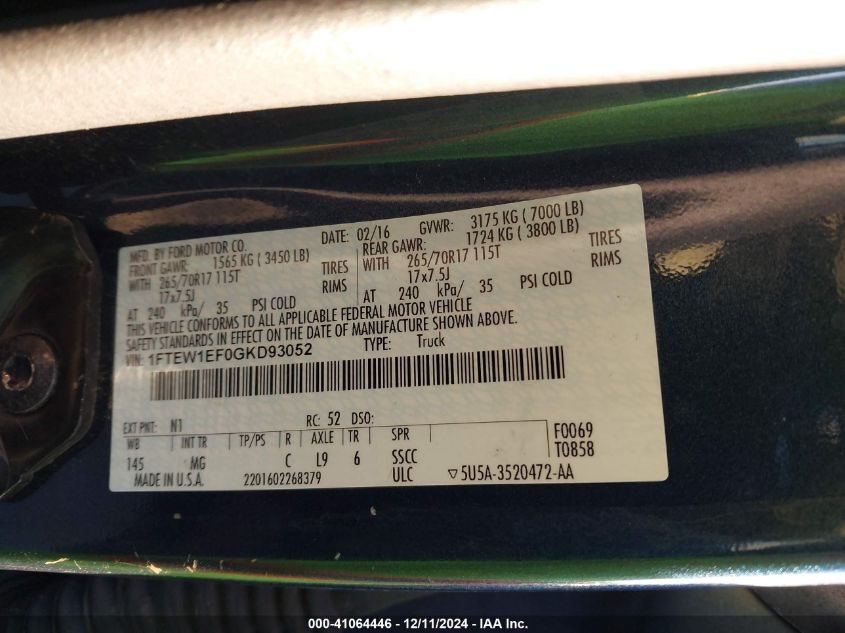 MFD. BY FORD MOTOR CO.
DATE: 02/16 GVWR: 3175 KG ( 7000 LB)
FRONT GAWR: 1565 KG ( 3450 LB) REAR GAWR: 1724 KG ( 3800 LB)
WITH 265/70R17 115T TIRES WITH 265/70R17 115T TIRES
17x7.5J RIMS 17x7.5J RIMS
AT 240 kPa/ 35 PSI COLD AT 240 kPa/ 35 PSI COLD
THIS VEHICLE CONFORMS TO ALL APPLICABLE FEDERAL MOTOR VEHICLE
SAFETY STANDARDS IN EFFECT ON THE DATE OF MANUFACTURE SHOWN ABOVE.
VIN: 1FTEW1EF0GKD93052 TYPE: Truck
EXT PNT: N1 RC: 52 DSO:
WB INT TR TP/PS R AXLE TR SPR F0069
145 MG C L9 6 SSCC T0858
MADE IN U.S.A. 2201602268379 ULC ▽5U5A-3520472-AA
000-41064446 - 12/11/2024 - IAA Inc.